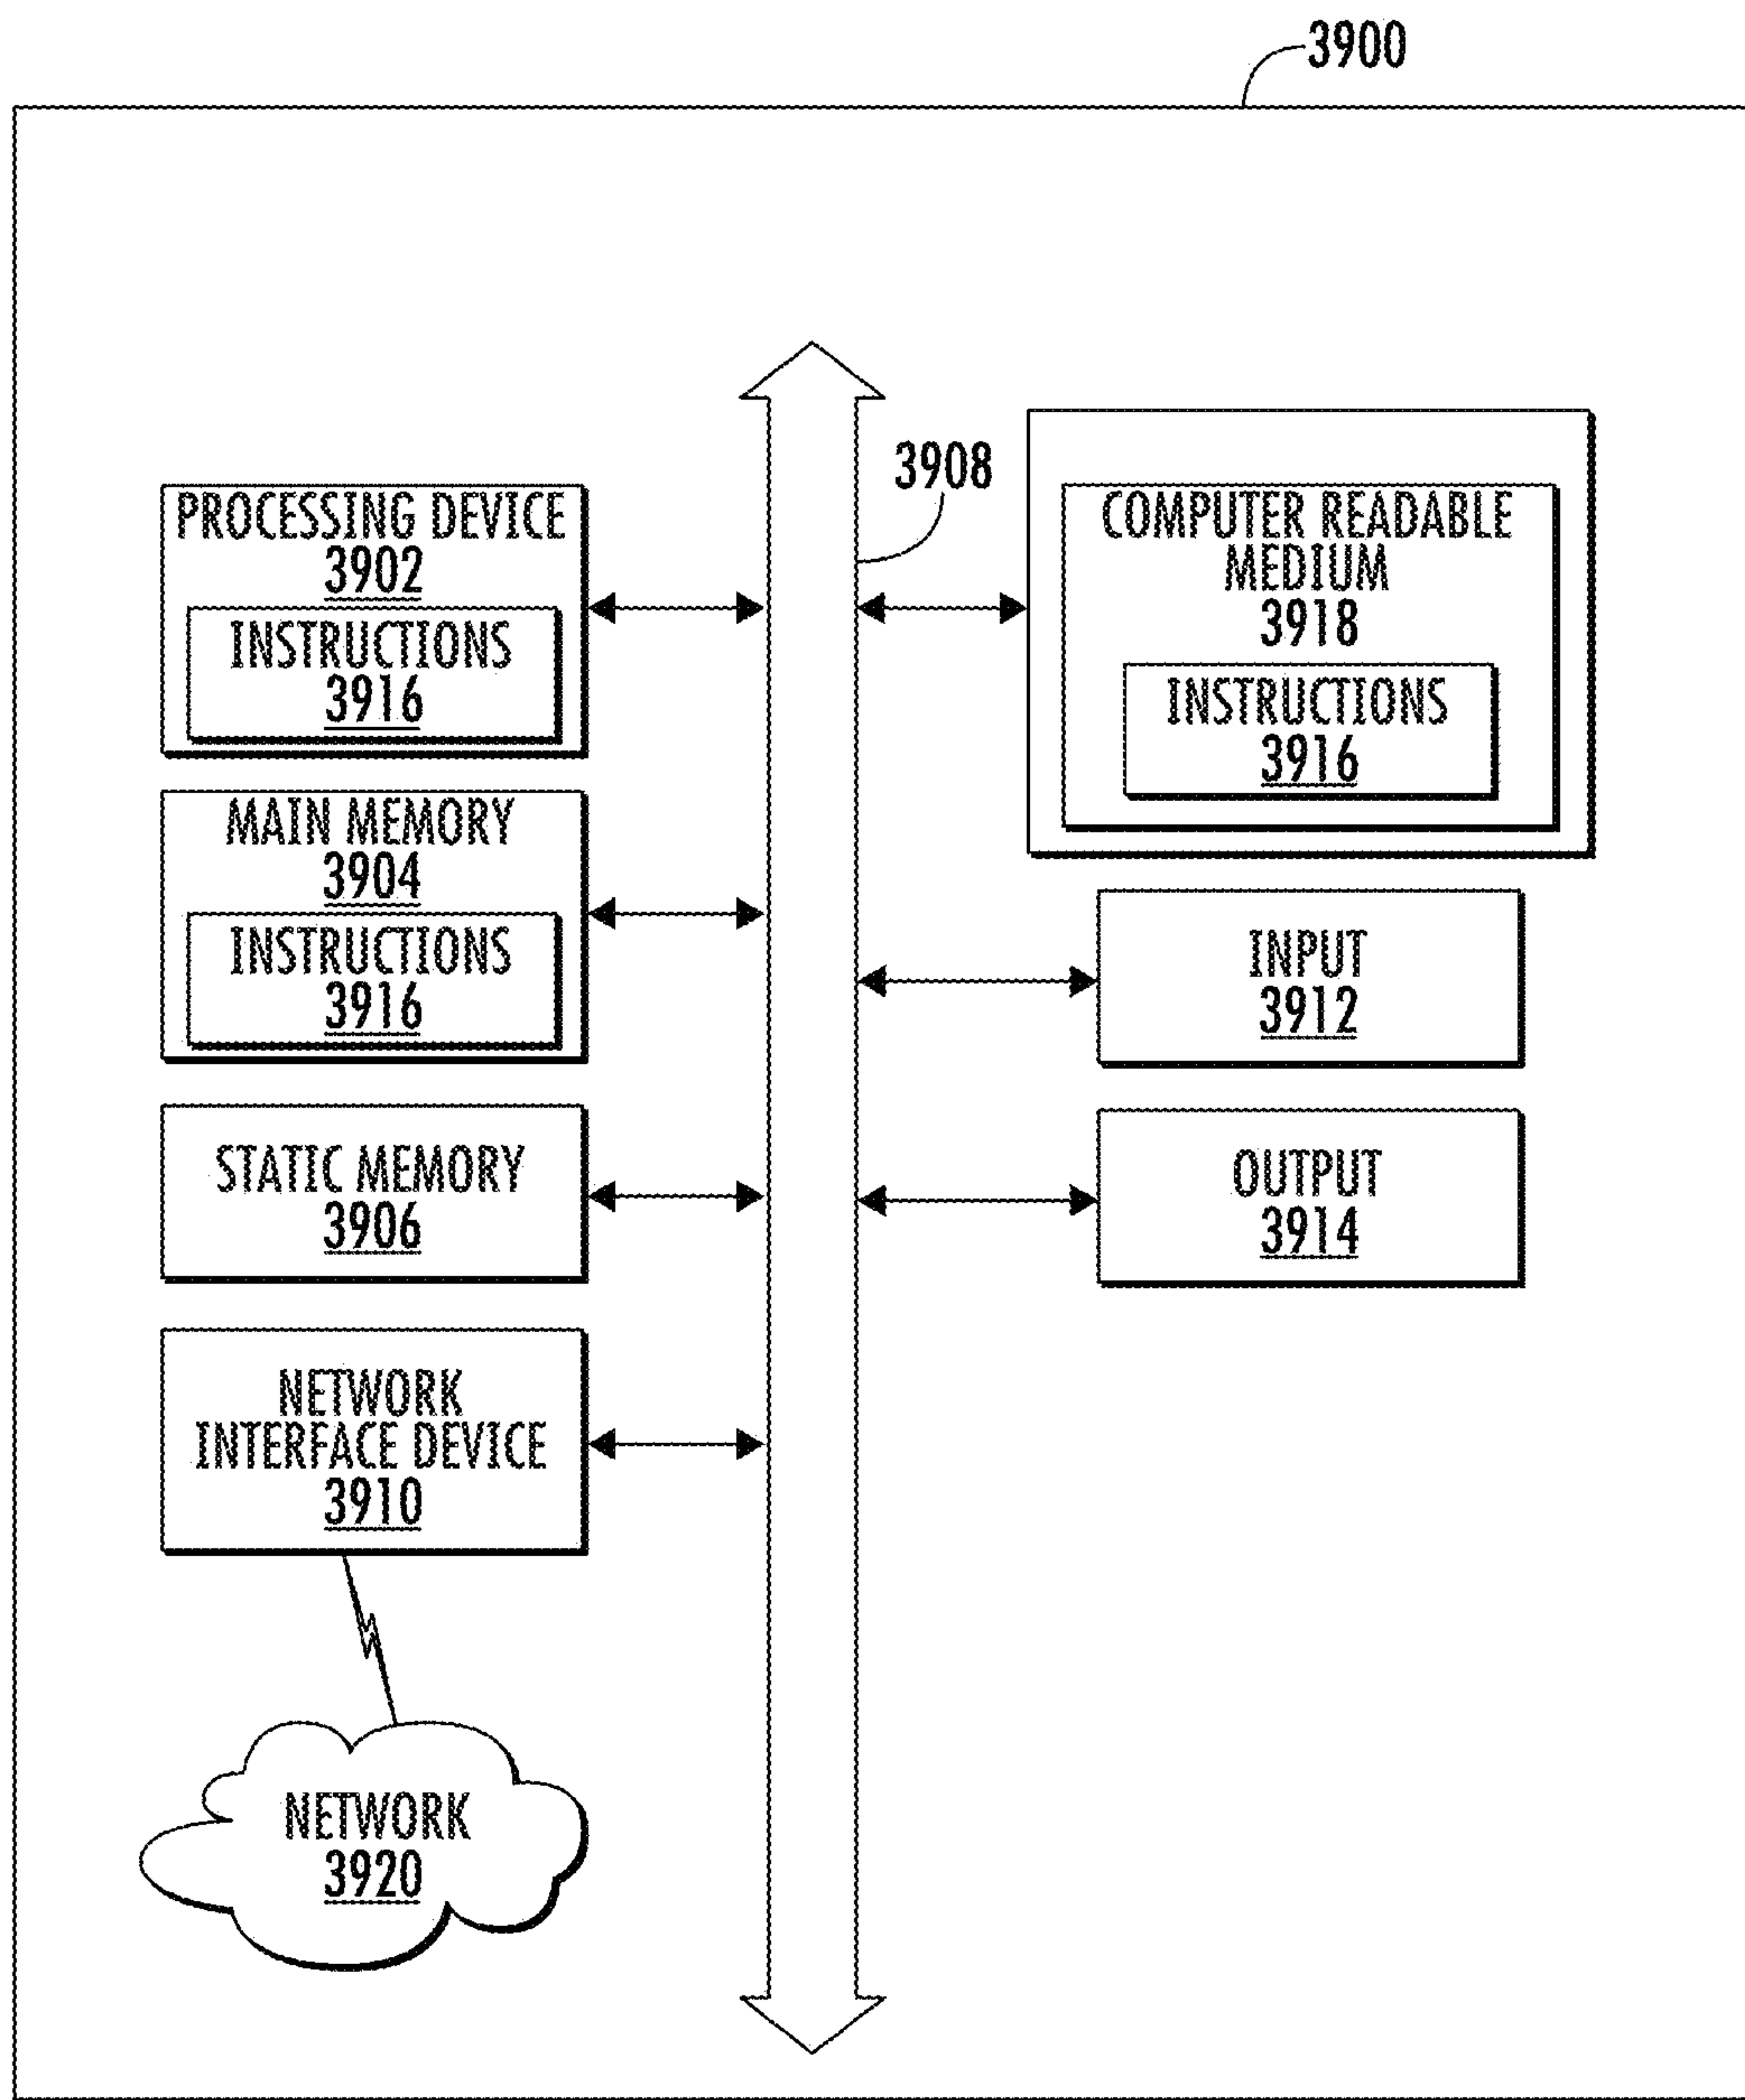 3900
PROCESSING DEVICE
3902
INSTRUCTIONS
3916
MAIN MEMORY
3904
INSTRUCTIONS
3916
STATIC MEMORY
3906
NETWORK
INTERFACE DEVICE
3910
NETWORK
3920
3908
COMPUTER READABLE
MEDIUM
3918
INSTRUCTIONS
3916
INPUT
3912
OUTPUT
3914